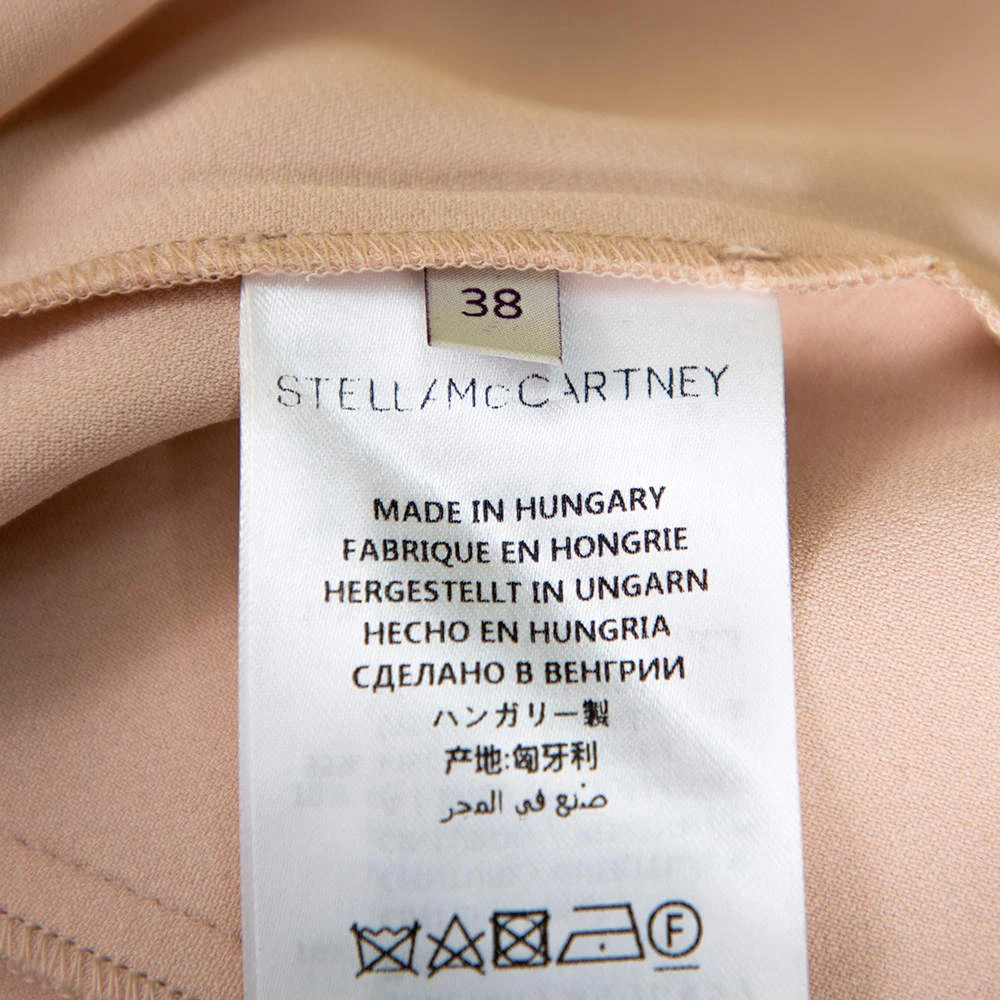 38
STELLAMcCARTNEY
MADE IN HUNGARY
FABRIQUE EN HONGRIE
HERGESTELLT IN UNGARN
HECHO EN HUNGRIA
СДЕЛАНО В ВЕНГРИИ
ハンガリー製
产地:匈牙利
صنع في المجر
F